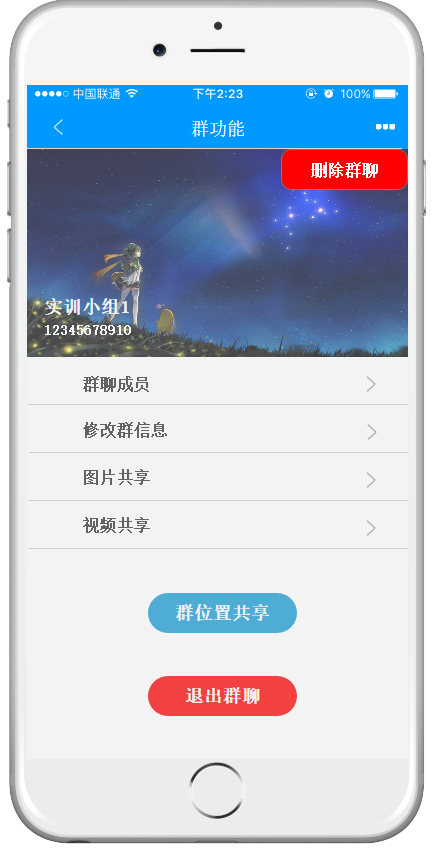 中国联通 下午2:23 100%
群功能
删除群聊
实训小组1
12345678910
群聊成员
修改群信息
图片共享
视频共享
群位置共享
退出群聊